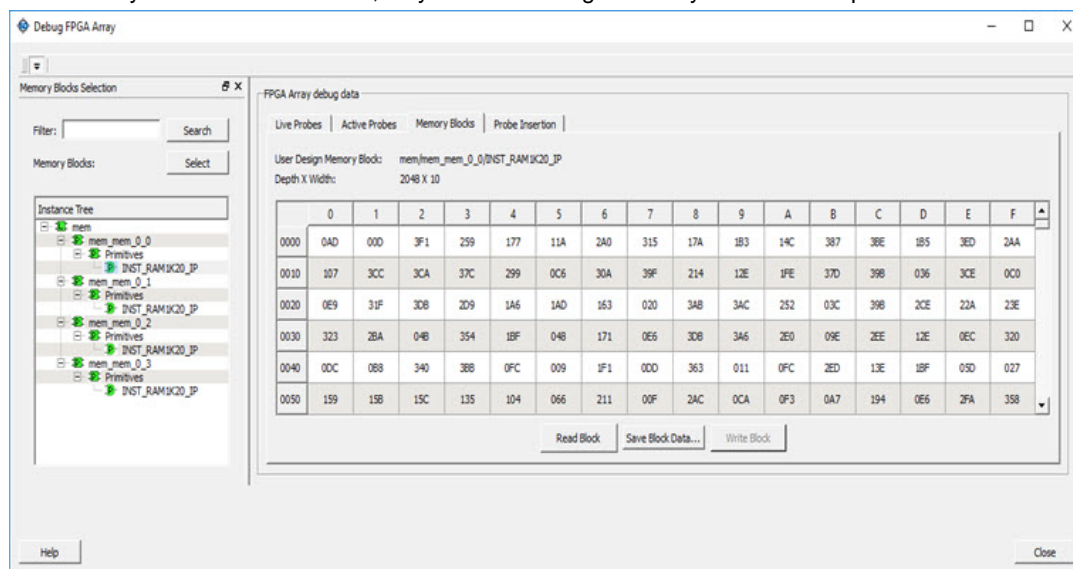 Debug FPGA Array
Memory Blocks Selection
Filter:
Search
Memory Blocks:
Select
Instance Tree
mem
mem_mem_0_0
Primitives
INST_RAM1K20_IP
mem_mem_0_1
Primitives
INST_RAM1K20_IP
mem_mem_0_2
Primitives
INST_RAM1K20_IP
mem_mem_0_3
Primitives
INST_RAM1K20_IP
FPGA Array debug data
Live Probes Active Probes Memory Blocks Probe Insertion
User Design Memory Block: mem/mem_mem_0_0/INST_RAM1K20_IP
Depth X Width: 2048 X 10
0 1 2 3 4 5 6 7 8 9 A B C D E F
0000 0AD 00D 3F1 259 177 11A 2A0 315 17A 1B3 14C 387 3BE 1B5 3ED 2AA
0010 107 3CC 3CA 37C 299 0C6 30A 39F 214 12E 1FE 37D 39B 036 3CE 0C0
0020 0E9 31F 3DB 2D9 1A6 1AD 163 020 3AB 3AC 252 03C 39B 2CE 22A 23E
0030 323 2BA 04B 354 1BF 048 171 0E6 3DB 3A6 2E0 09E 2EE 12E 0EC 320
0040 0DC 0B8 340 3BB 0FC 009 1F1 0DD 363 011 0FC 2ED 13E 1BF 05D 027
0050 159 15B 15C 135 104 066 211 00F 2AC 0CA 0F3 0A7 194 0E6 2FA 358
Read Block Save Block Data... Write Block
Help
Close